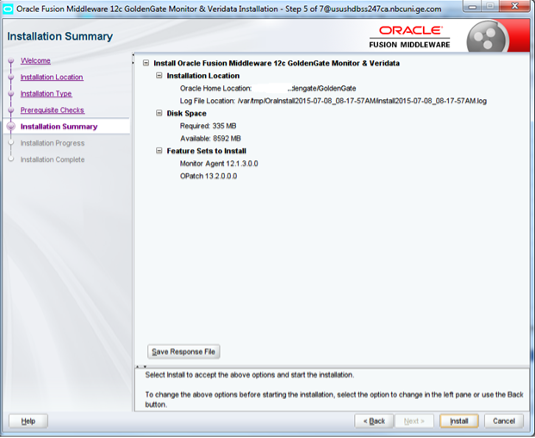 Oracle Fusion Middleware 12c GoldenGate Monitor & Veridata Installation - Step 5 of 7@usushdbss247ca.nbcuni.ge.com
Installation Summary
ORACLE
FUSION MIDDLEWARE
Welcome
Installation Location
Installation Type
Prerequisite Checks
Installation Summary
Installation Progress
Installation Complete
Install Oracle Fusion Middleware 12c GoldenGate Monitor & Veridata
Installation Location
Oracle Home Location: ...dengate/GoldenGate
Log File Location: /var/tmp/OraInstall2015-07-08_08-17-57AM/install2015-07-08_08-17-57AM.log
Disk Space
Required: 335 MB
Available: 8592 MB
Feature Sets to Install
Monitor Agent 12.1.3.0.0
OPatch 13.2.0.0.0
Save Response File
Select Install to accept the above options and start the installation.
To change the above options before starting the installation, select the option to change in the left pane or use the Back
button.
Help
< Back
Next >
Install
Cancel